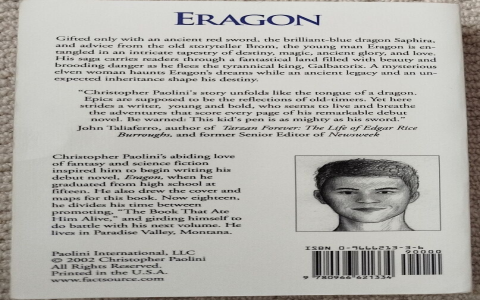 ERAGON
Gifted only with an ancient red sword, the brilliant-blue dragon Saphira,
and advice from the old storyteller Brom, the young man Eragon is en-
tangled in an intricate tapestry of destiny, magic, ancient glory, and love.
His saga carries readers through a fantastical land filled with beauty and
brooding danger as he flees the tyrannical king, Galbatorix. A mysterious
elven woman haunts Eragon's dreams while an ancient legacy and an un-
expected inheritance shape his destiny.
"Christopher Paolini's story unfolds like the tongue of a dragon.
Epics are supposed to be the reflections of old-timers. Yet here
strides a writer, young and bold, who seems to live and breathe
the adventures that score every page of his remarkable debut
novel. Be warned: This kid's pen is as mighty as his sword."
John Taliaferro, author of Tarzan Forever: The Life of Edgar Rice
Burroughs, and former Senior Editor of Newsweek
Christopher Paolini's abiding love
of fantasy and science fiction
inspired him to begin writing his
debut novel, Eragon, when he
graduated from high school at
fifteen. He also drew the cover and
maps for this book. Now eighteen,
he divides his time between
promoting, "The Book That Ate
Him Alive," and girding himself to
do battle with his next volume. He
lives in Paradise Valley, Montana.
Paolini International, LLC
© 2002 Christopher Paolini
All Rights Reserved.
Printed in the U.S.A.
www.factsource.com
ISBN 0-9666213-3-6
90000
9 780966 621334